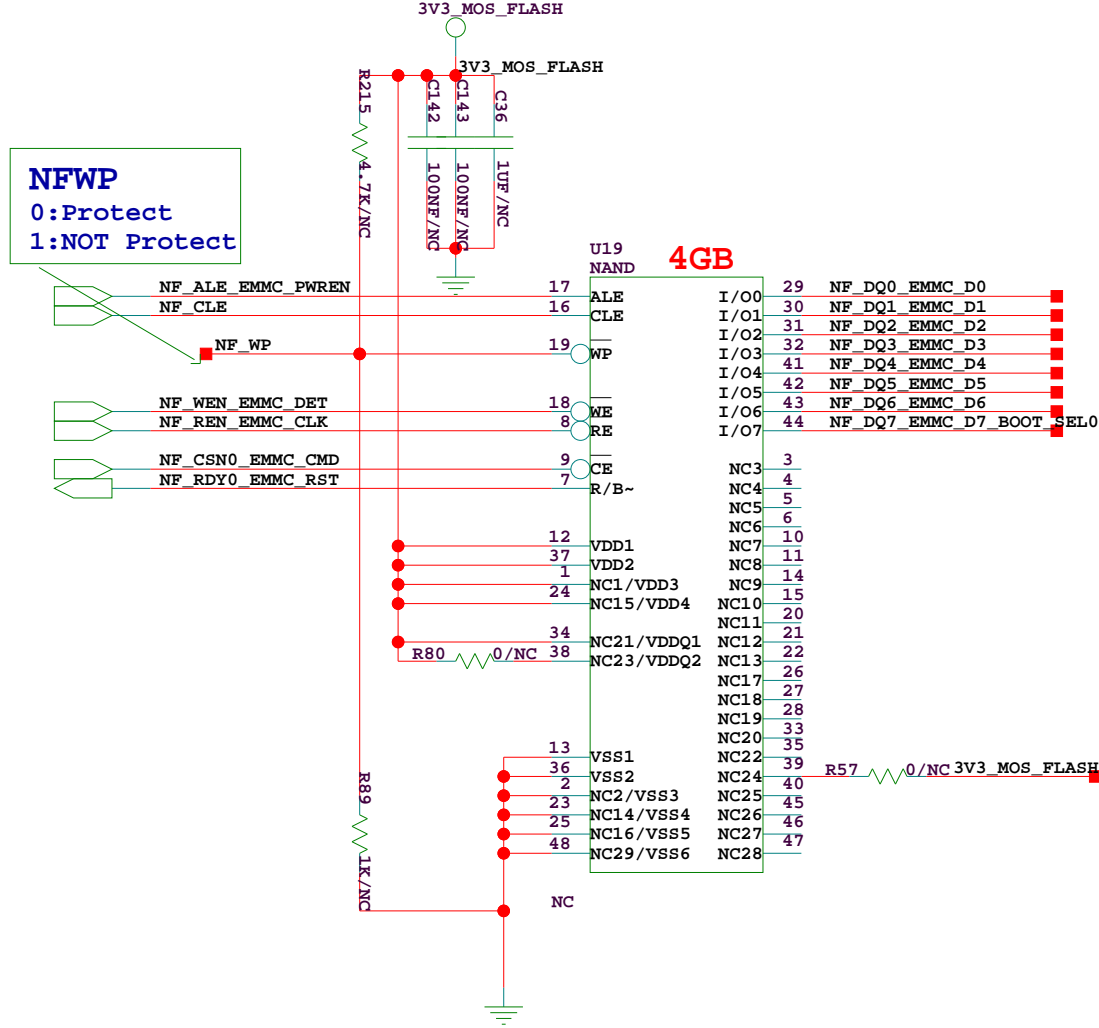 3V3_MOS_FLASH
3V3_MOS_FLASH
R215
4.7K/NC
C142
100NF/NC
C143
100NF/NC
C36
1UF/NC
NFWP
0:Protect
1:NOT Protect
U19
NAND
4GB
NF_ALE_EMMC_PWREN 17 ALE
NF_CLE 16 CLE
NF_WP 19 WP
NF_WEN_EMMC_DET 18 WE
NF_REN_EMMC_CLK 8 RE
NF_CSN0_EMMC_CMD 9 CE
NF_RDY0_EMMC_RST 7 R/B~
12 VDD1
37 VDD2
1 NC1/VDD3
24 NC15/VDD4
34 NC21/VDDQ1
R80 0/NC 38 NC23/VDDQ2
13 VSS1
36 VSS2
2 NC2/VSS3
23 NC14/VSS4
25 NC16/VSS5
48 NC29/VSS6
I/O0 29 NF_DQ0_EMMC_D0
I/O1 30 NF_DQ1_EMMC_D1
I/O2 31 NF_DQ2_EMMC_D2
I/O3 32 NF_DQ3_EMMC_D3
I/O4 41 NF_DQ4_EMMC_D4
I/O5 42 NF_DQ5_EMMC_D5
I/O6 43 NF_DQ6_EMMC_D6
I/O7 44 NF_DQ7_EMMC_D7_BOOT_SEL0
NC3 3
NC4 4
NC5 5
NC6 6
NC7 10
NC8 11
NC9 14
NC10 15
NC11 20
NC12 21
NC13 22
NC17 26
NC18 27
NC19 28
NC20 33
NC22 35
NC24 39 R57 0/NC 3V3_MOS_FLASH
NC25 40
NC26 45
NC27 46
NC28 47
R89
1K/NC
NC